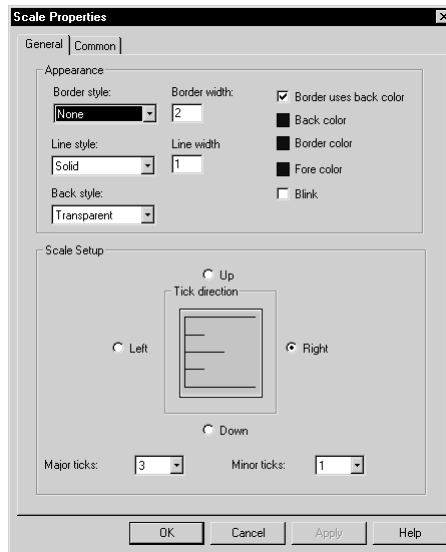 Scale Properties
General Common
Appearance
Border style: Border width:
None 2 Border uses back color
Back color
Line style: Line width Border color
Solid 1 Fore color
Back style: Blink
Transparent
Scale Setup
Up
Tick direction
Left Right
Down
Major ticks: 3 Minor ticks: 1
OK Cancel Apply Help